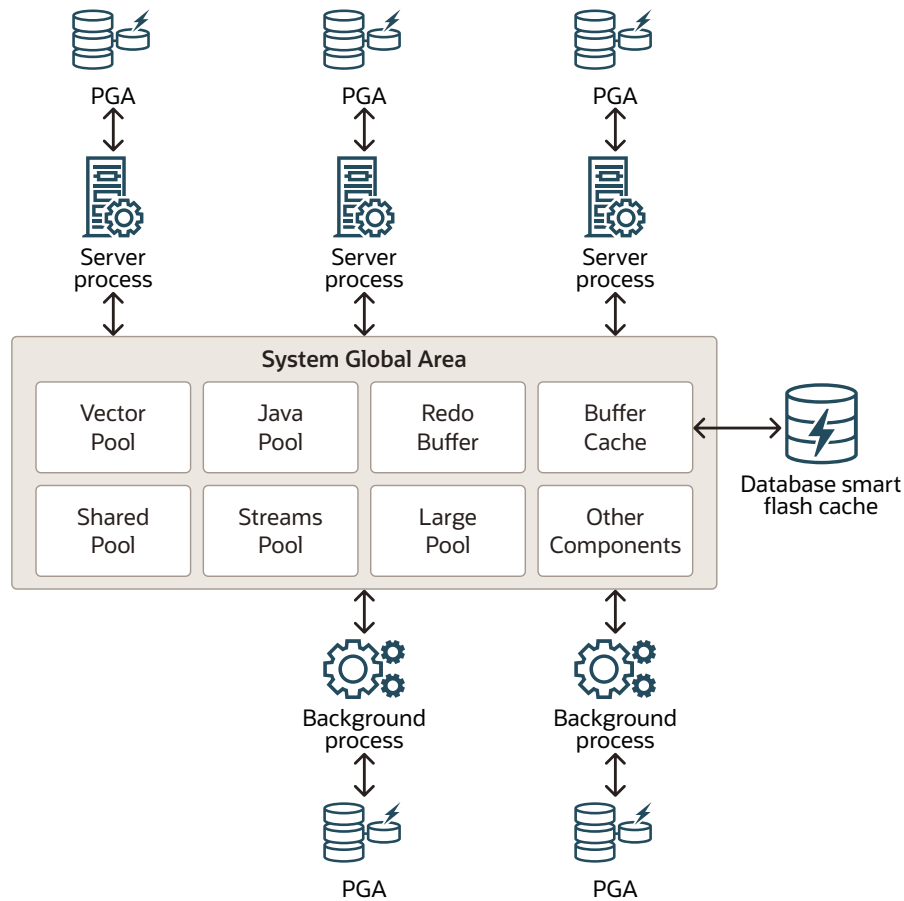 PGA
PGA
PGA
Server
process
Server
process
Server
process
System Global Area
Vector
Pool
Java
Pool
Redo
Buffer
Buffer
Cache
Shared
Pool
Streams
Pool
Large
Pool
Other
Components
Database smart
flash cache
Background
process
Background
process
PGA
PGA